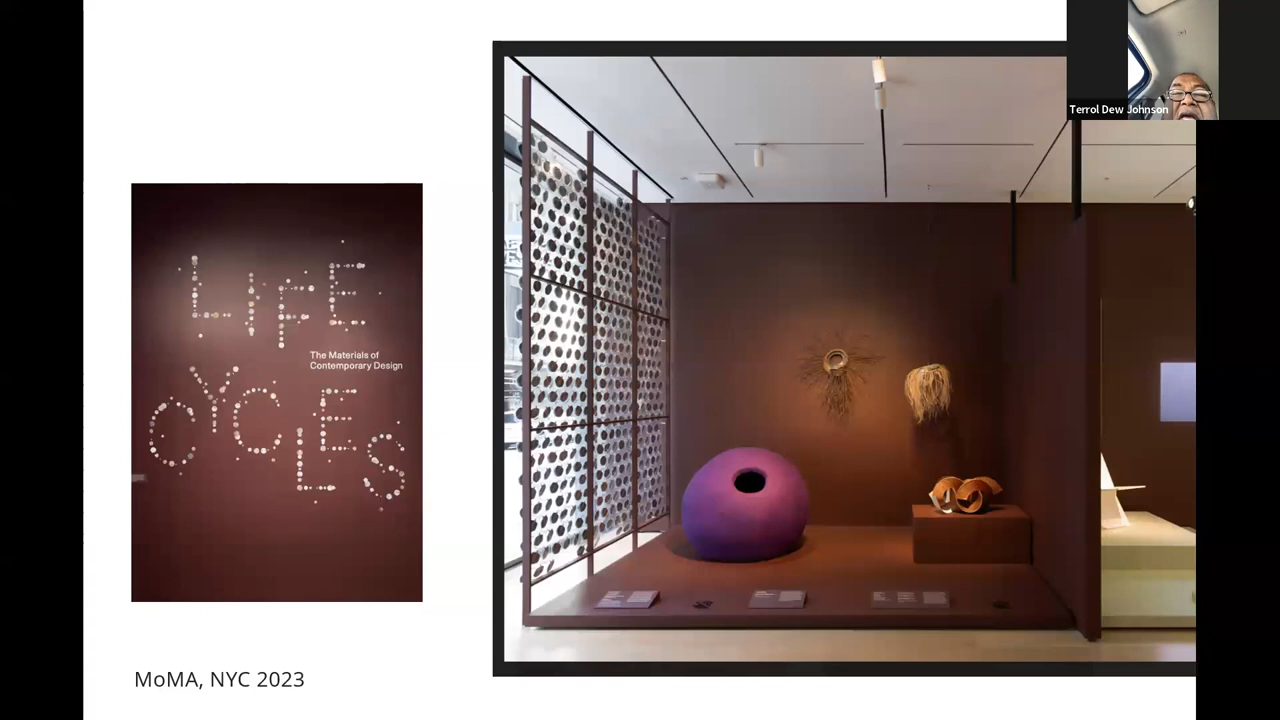 Terrol Dew Johnson
LIFE
The Materials of
Contemporary Design
CYCLES
MoMA, NYC 2023